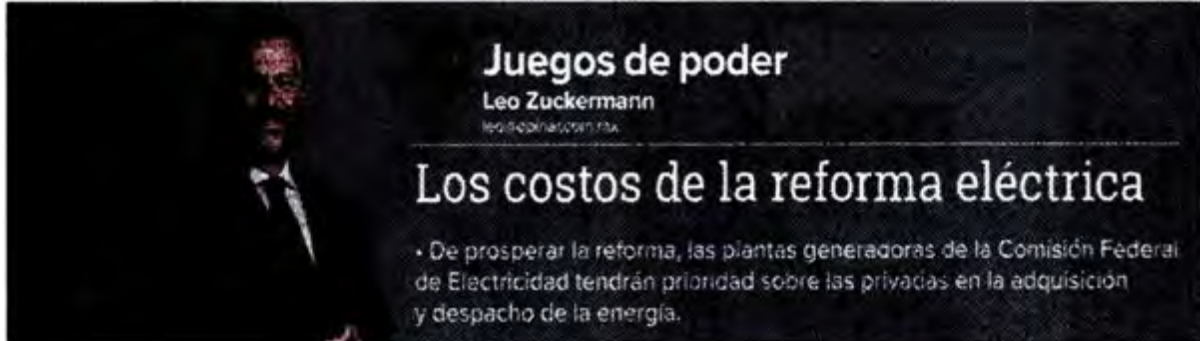 Juegos de poder
Leo Zuckermann
Los costos de la reforma eléctrica
• De prosperar la reforma, las plantas generadoras de la Comisión Federal
de Electricidad tendrán prioridad sobre las privadas en la adquisición
y despacho de la energía.